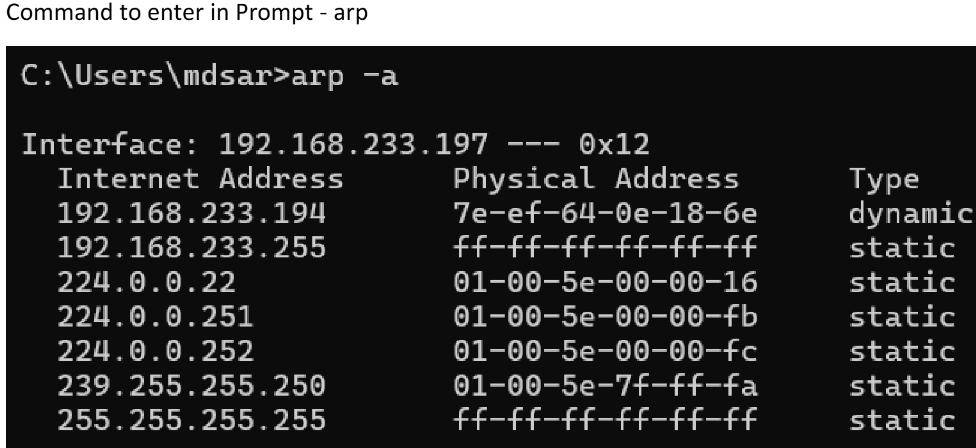 Command to enter in Prompt - arp
C:\Users\mdsar>arp -a
Interface: 192.168.233.197 --- 0x12
Internet Address Physical Address Type
192.168.233.194 7e-ef-64-0e-18-6e dynamic
192.168.233.255 ff-ff-ff-ff-ff-ff static
224.0.0.22 01-00-5e-00-00-16 static
224.0.0.251 01-00-5e-00-00-fb static
224.0.0.252 01-00-5e-00-00-fc static
239.255.255.250 01-00-5e-7f-ff-fa static
255.255.255.255 ff-ff-ff-ff-ff-ff static